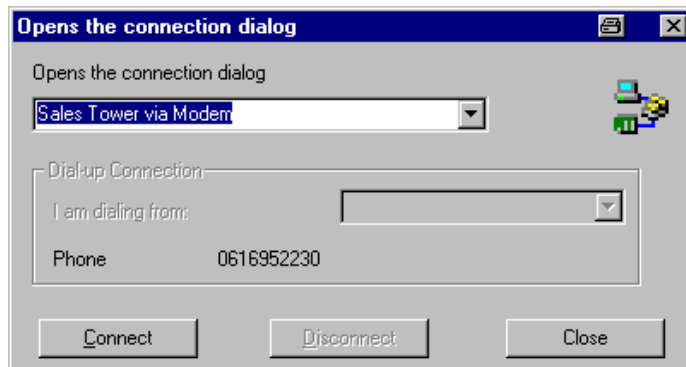 Opens the connection dialog
Opens the connection dialog
Sales Tower via Modem
Dial-up Connection
I am dialing from:
Phone 0616952230
Connect Disconnect Close